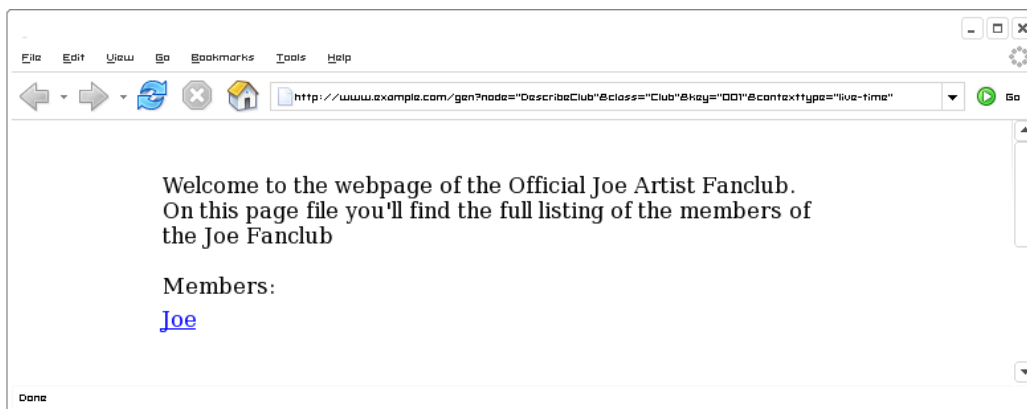 File Edit View Go Bookmarks Tools Help
http://www.example.com/gen?node="DescribeClub"&class="Club"&key="001"&contexttype="live-time" Go
Welcome to the webpage of the Official Joe Artist Fanclub.
On this page file you'll find the full listing of the members of
the Joe Fanclub
Members:
Joe
Done